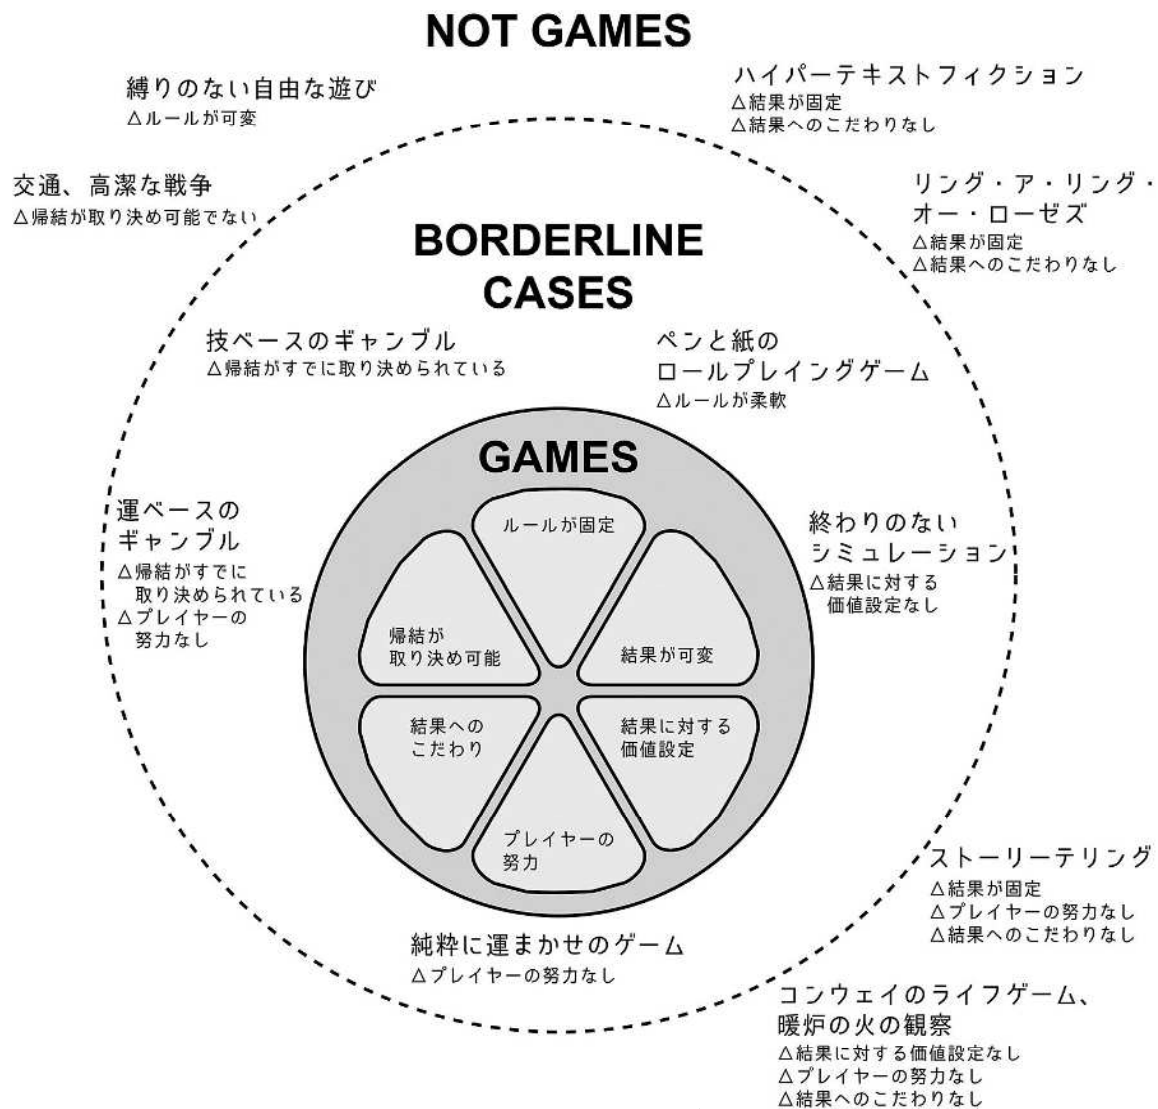 NOT GAMES
縛りのない自由な遊び
△ルールが可変
ハイパーテキストフィクション
△結果が固定
△結果へのこだわりなし
交通、高潔な戦争
△帰結が取り決め可能でない
リング・ア・リング・
オー・ローゼズ
△結果が固定
△結果へのこだわりなし
BORDERLINE
CASES
技ベースのギャンブル
△帰結がすでに取り決められている
ペンと紙の
ロールプレイングゲーム
△ルールが柔軟
運ベースの
ギャンブル
△帰結がすでに
取り決められている
△プレイヤーの
努力なし
終わりのない
シミュレーション
△結果に対する
価値設定なし
GAMES
ルールが固定
帰結が
取り決め可能
結果が可変
結果への
こだわり
結果に対する
価値設定
プレイヤーの
努力
純粋に運まかせのゲーム
△プレイヤーの努力なし
ストーリーテリング
△結果が固定
△プレイヤーの努力なし
△結果へのこだわりなし
コンウェイのライフゲーム、
暖炉の火の観察
△結果に対する価値設定なし
△プレイヤーの努力なし
△結果へのこだわりなし